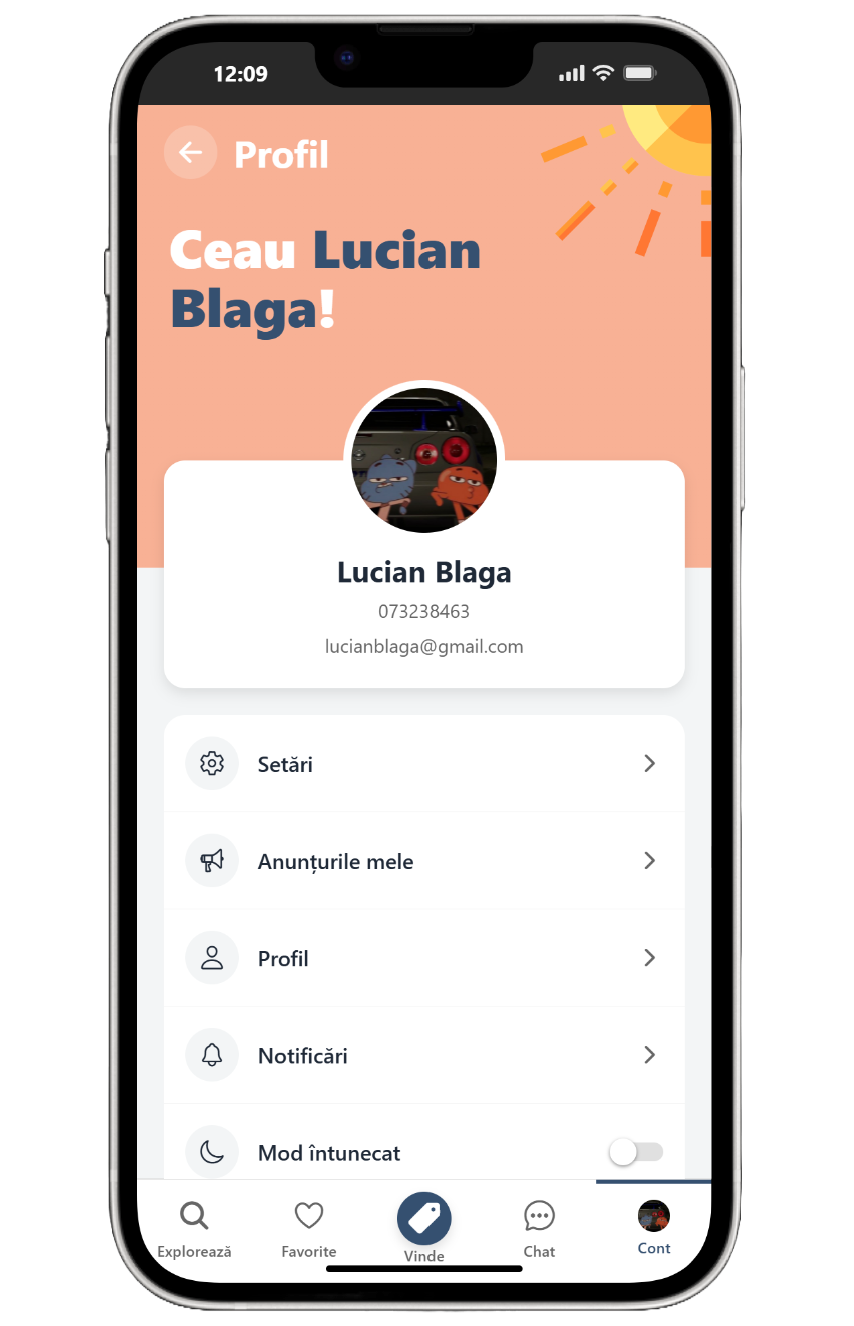 12:09
Profil
Ceau Lucian
Blaga!
Lucian Blaga
073238463
lucianblaga@gmail.com
Setări
Anunțurile mele
Profil
Notificări
Mod întunecat
Explorează
Favorite
Vinde
Chat
Cont